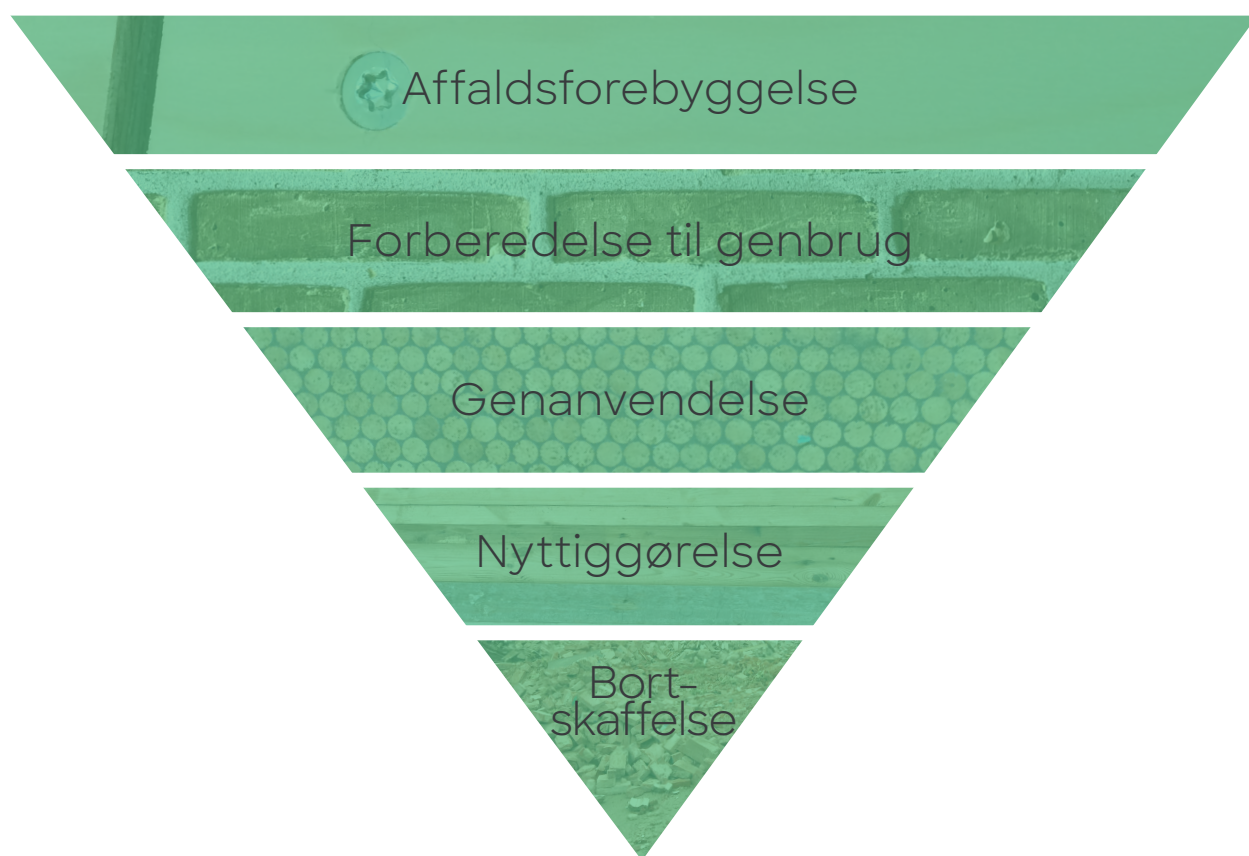 Affaldsforebyggelse
Forberedelse til genbrug
Genanvendelse
Nyttiggørelse
Bort-
skaffelse